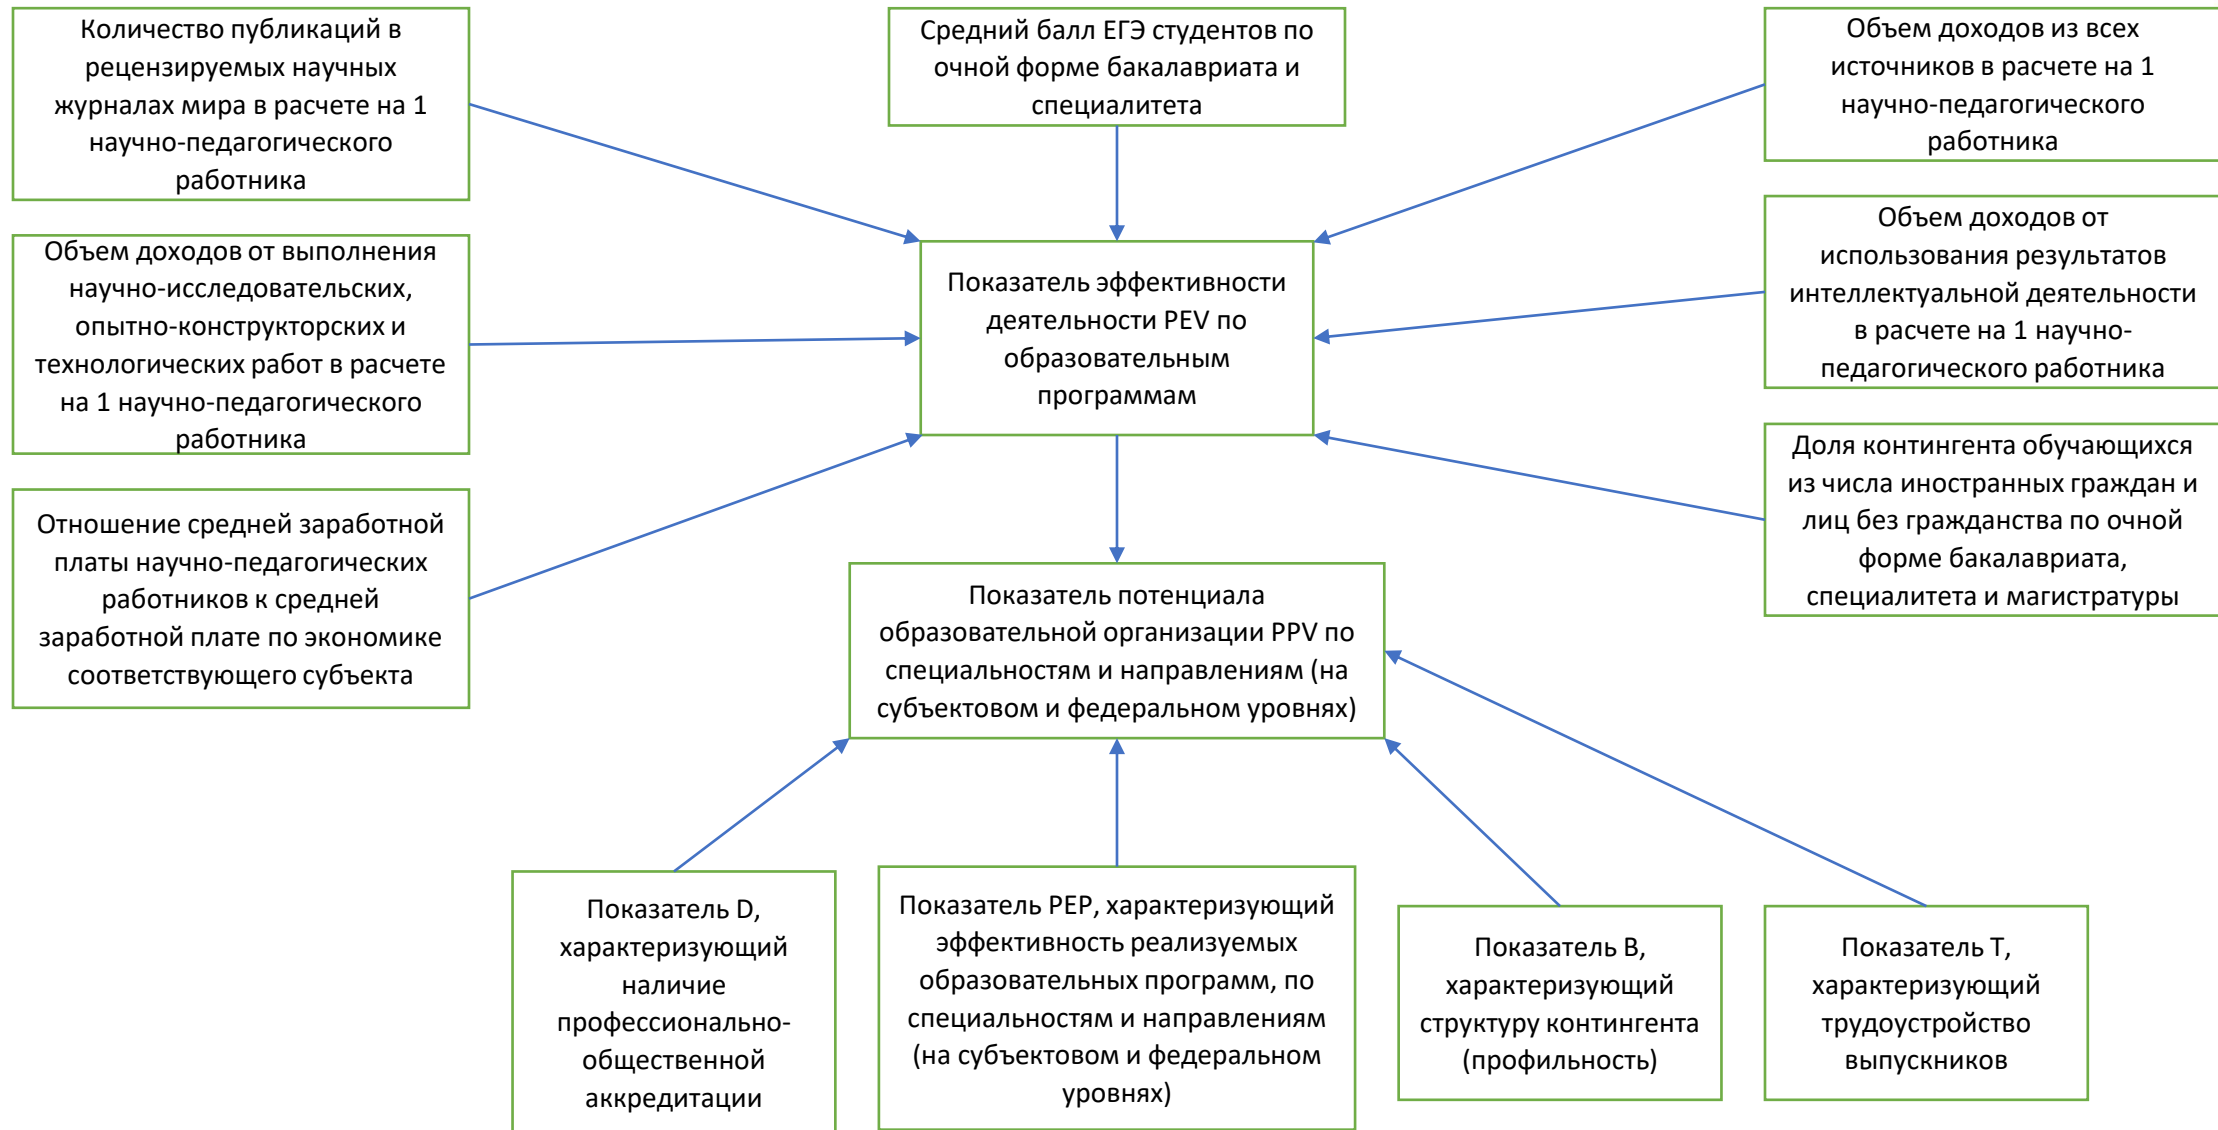 Количество публикаций в
рецензируемых научных
журналах мира в расчете на 1
научно-педагогического
работника
Средний балл ЕГЭ студентов по
очной форме бакалавриата и
специалитета
Объем доходов из всех
источников в расчете на 1
научно-педагогического
работника
Объем доходов от выполнения
научно-исследовательских,
опытно-конструкторских и
технологических работ в расчете
на 1 научно-педагогического
работника
Показатель эффективности
деятельности PEV по
образовательным
программам
Объем доходов от
использования результатов
интеллектуальной деятельности
в расчете на 1 научно-
педагогического работника
Отношение средней заработной
платы научно-педагогических
работников к средней
заработной плате по экономике
соответствующего субъекта
Доля контингента обучающихся
из числа иностранных граждан и
лиц без гражданства по очной
форме бакалавриата,
специалитета и магистратуры
Показатель потенциала
образовательной организации PPV по
специальностям и направлениям (на
субъектовом и федеральном уровнях)
Показатель D,
характеризующий
наличие
профессионально-
общественной
аккредитации
Показатель PEP, характеризующий
эффективность реализуемых
образовательных программ, по
специальностям и направлениям
(на субъектовом и федеральном
уровнях)
Показатель B,
характеризующий
структуру контингента
(профильность)
Показатель T,
характеризующий
трудоустройство
выпускников